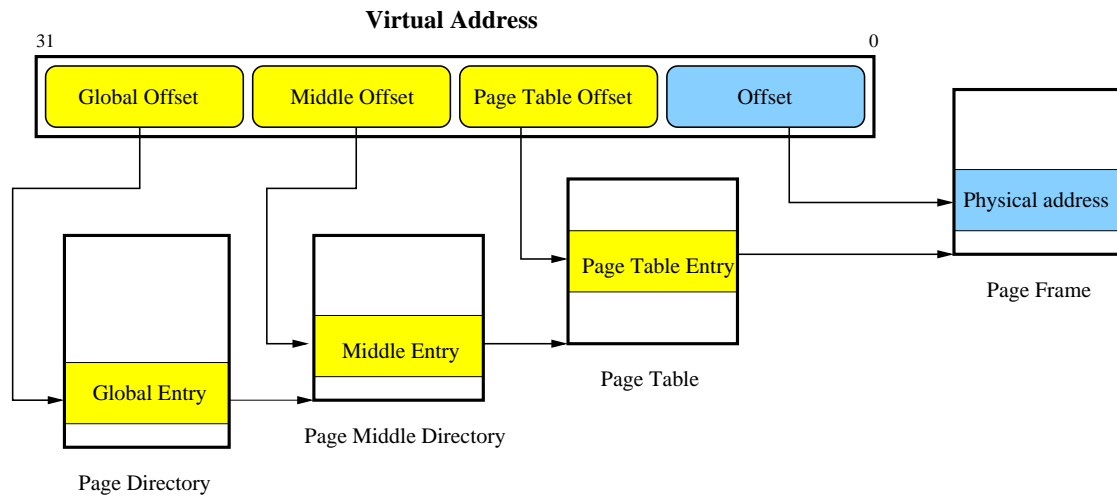 Virtual Address
31
0
Global Offset
Middle Offset
Page Table Offset
Offset
Physical address
Page Table Entry
Page Frame
Middle Entry
Page Table
Global Entry
Page Middle Directory
Page Directory